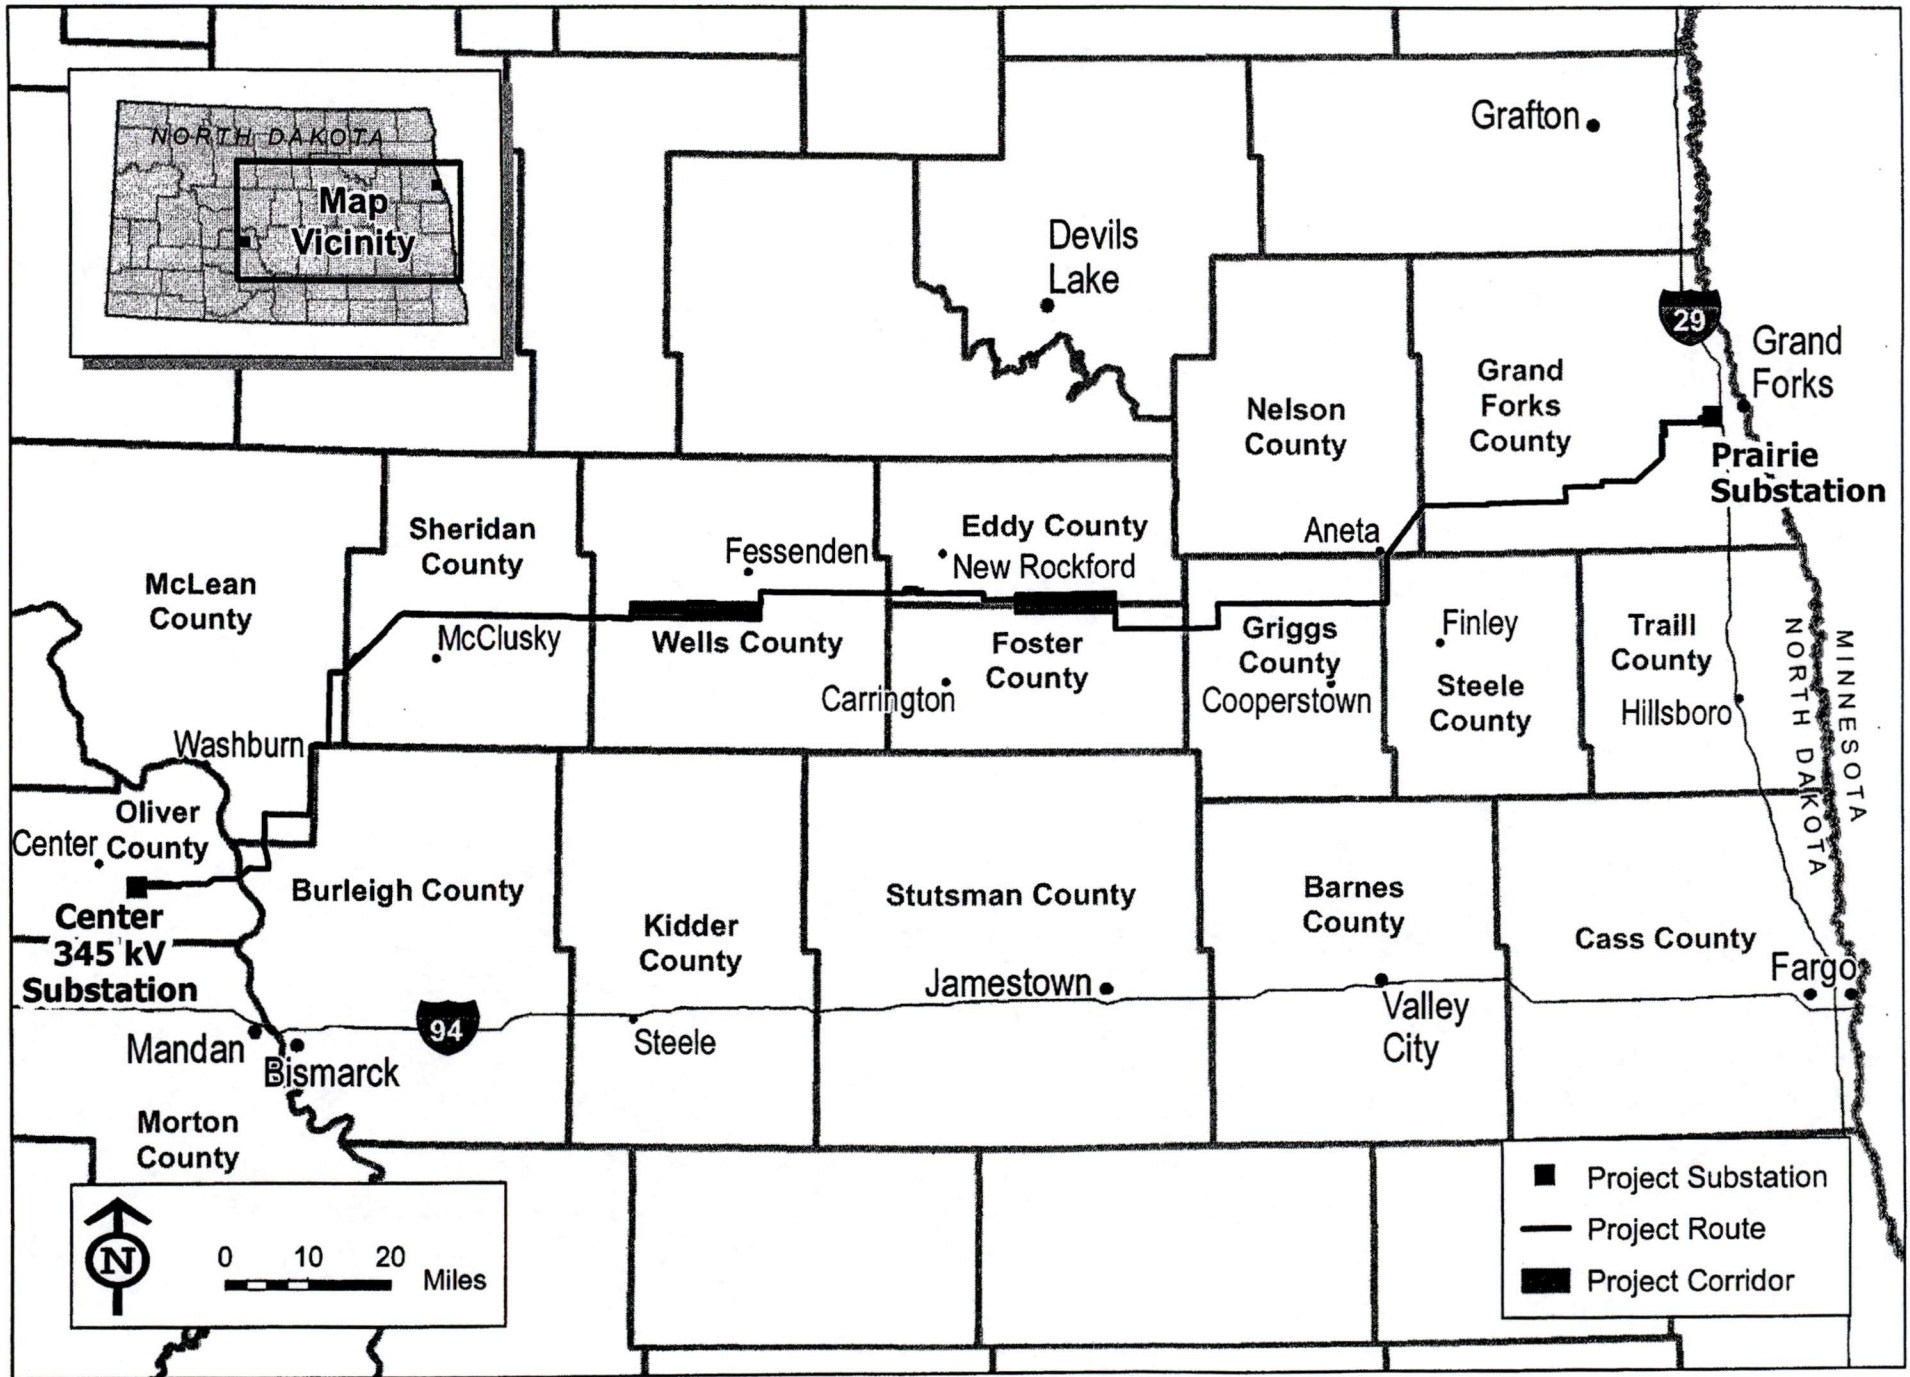 NORTH DAKOTA
Map
Vicinity
Grafton
Devils
Lake
29
Grand
Forks
Grand
Forks
County
Nelson
County
Prairie
Substation
Sheridan
County
Eddy County
Aneta
Fessenden
New Rockford
McLean
County
McClusky
Wells County
Foster
County
Griggs
County
Finley
Traill
County
Carrington
Cooperstown
Steele
County
Hillsboro
NORTH DAKOTA
MINNESOTA
Washburn
Oliver
County
Center
Center
345 kV
Substation
Burleigh County
Kidder
County
Stutsman County
Barnes
County
Cass County
Fargo
Jamestown
Valley
City
94
Steele
Mandan
Bismarck
Morton
County
N
0 10 20
Miles
Project Substation
Project Route
Project Corridor